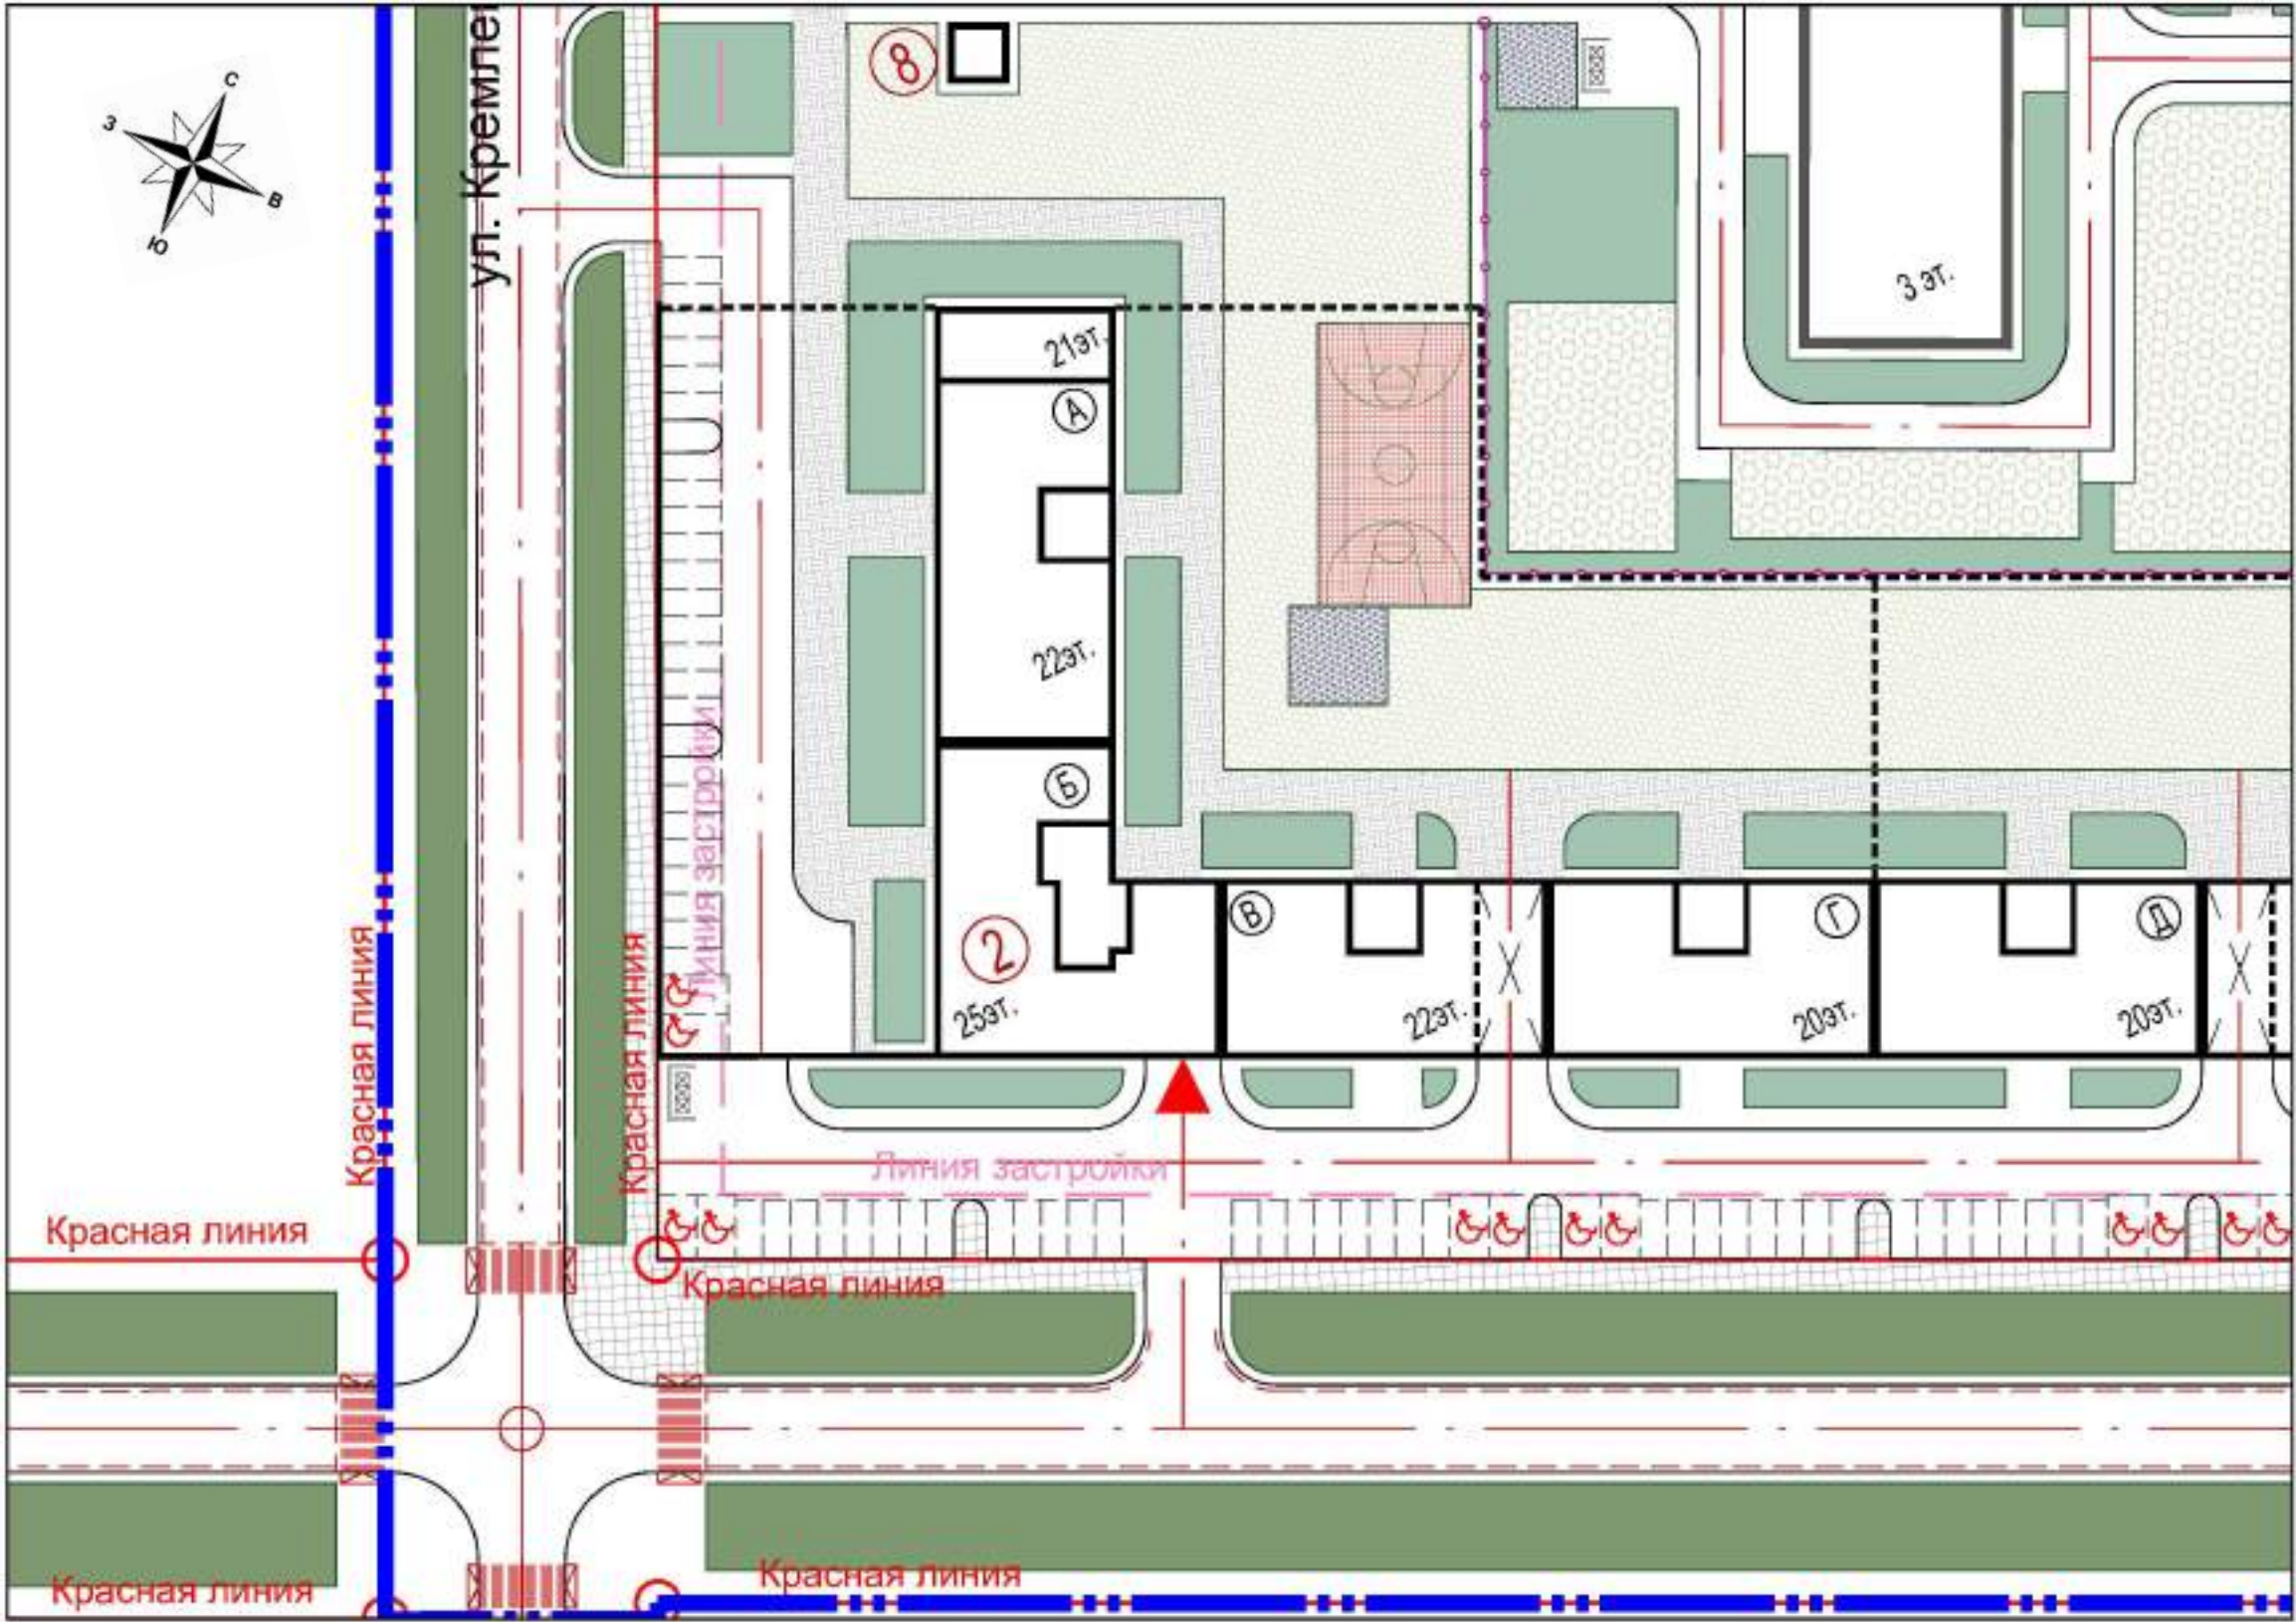 С
З
В
Ю
ул. Кремле
8
3 эт.
21эт.
А
22эт.
Линия застройки
Б
2
25эт.
В
22эт.
Г
20эт.
Д
20эт.
Красная линия
Красная линия
Линия застройки
Красная линия
Красная линия
Красная линия
Красная линия